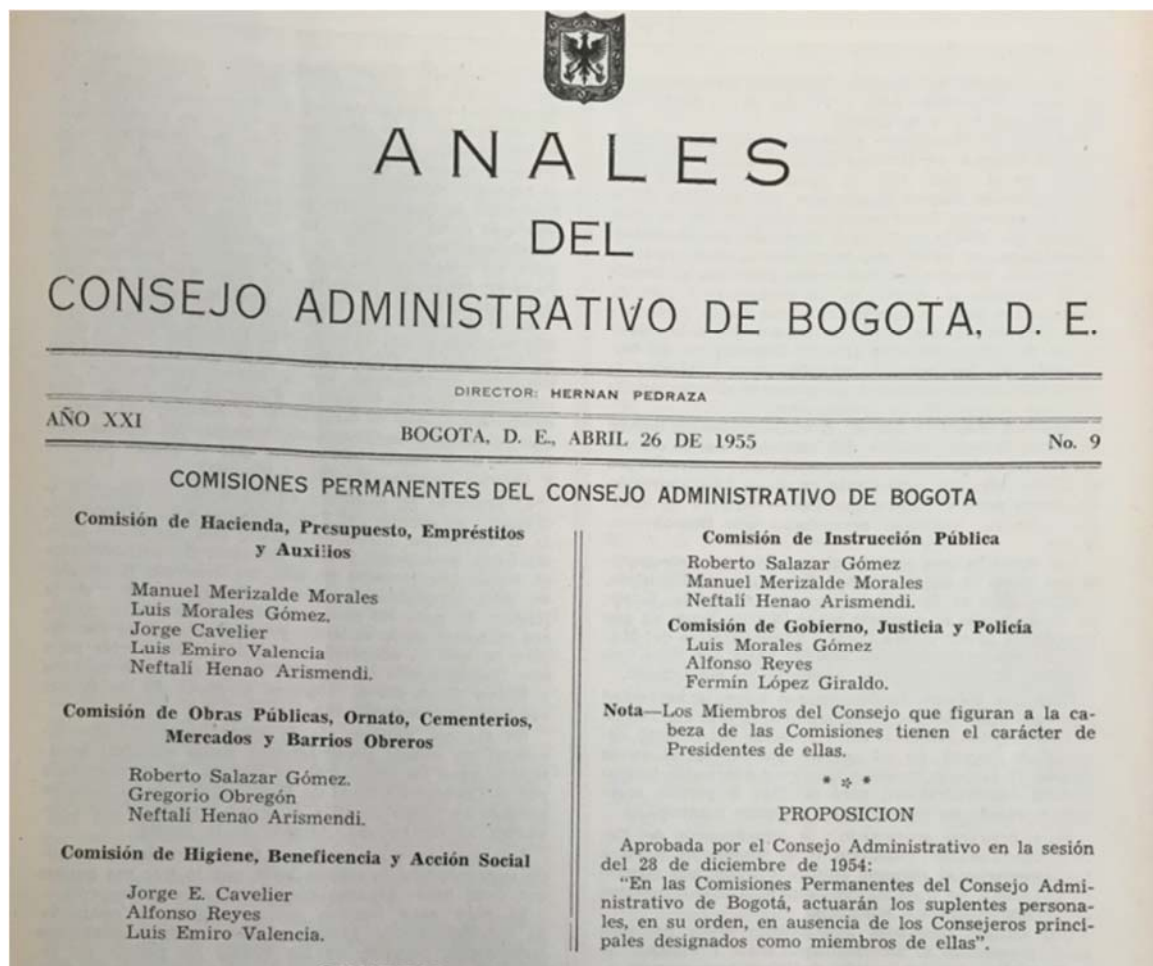 ANALES
DEL
CONSEJO ADMINISTRATIVO DE BOGOTA, D. E.
DIRECTOR: HERNAN PEDRAZA
AÑO XXI
BOGOTA, D. E., ABRIL 26 DE 1955
No. 9
COMISIONES PERMANENTES DEL CONSEJO ADMINISTRATIVO DE BOGOTA
Comisión de Hacienda, Presupuesto, Empréstitos
y Auxilios
Manuel Merizalde Morales
Luis Morales Gómez.
Jorge Cavelier
Luis Emiro Valencia
Neftalí Henao Arismendi.
Comisión de Obras Públicas, Ornato, Cementerios,
Mercados y Barrios Obreros
Roberto Salazar Gómez.
Gregorio Obregón
Neftalí Henao Arismendi.
Comisión de Higiene, Beneficencia y Acción Social
Jorge E. Cavelier
Alfonso Reyes
Luis Emiro Valencia.
Comisión de Instrucción Pública
Roberto Salazar Gómez
Manuel Merizalde Morales
Neftalí Henao Arismendi.
Comisión de Gobierno, Justicia y Policía
Luis Morales Gómez
Alfonso Reyes
Fermín López Giraldo.
Nota—Los Miembros del Consejo que figuran a la ca-
beza de las Comisiones tienen el carácter de
Presidentes de ellas.
* * *
PROPOSICION
Aprobada por el Consejo Administrativo en la sesión
del 28 de diciembre de 1954:
"En las Comisiones Permanentes del Consejo Admi-
nistrativo de Bogotá, actuarán los suplentes persona-
les, en su orden, en ausencia de los Consejeros princi-
pales designados como miembros de ellas".